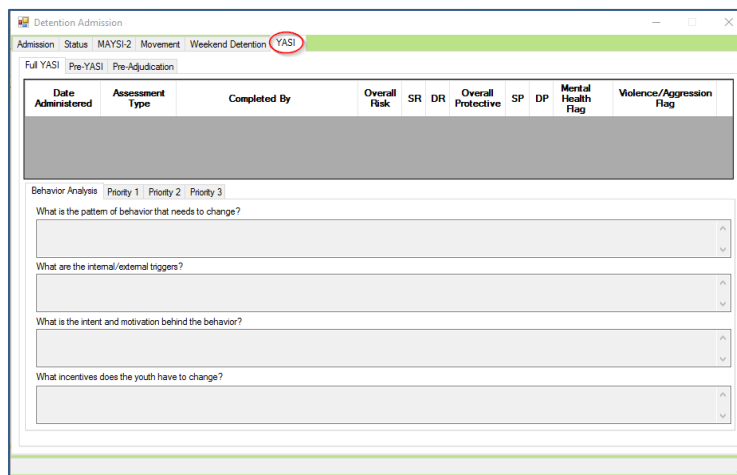 Detention Admission
Admission Status MAYSI-2 Movement Weekend Detention YASI
Full YASI Pre-YASI Pre-Adjudication
Date Administered Assessment Type Completed By Overall Risk SR DR Overall Protective SP DP Mental Health Flag Violence/Aggression Flag
Behavior Analysis Priority 1 Priority 2 Priority 3
What is the pattern of behavior that needs to change?
What are the internal/external triggers?
What is the intent and motivation behind the behavior?
What incentives does the youth have to change?